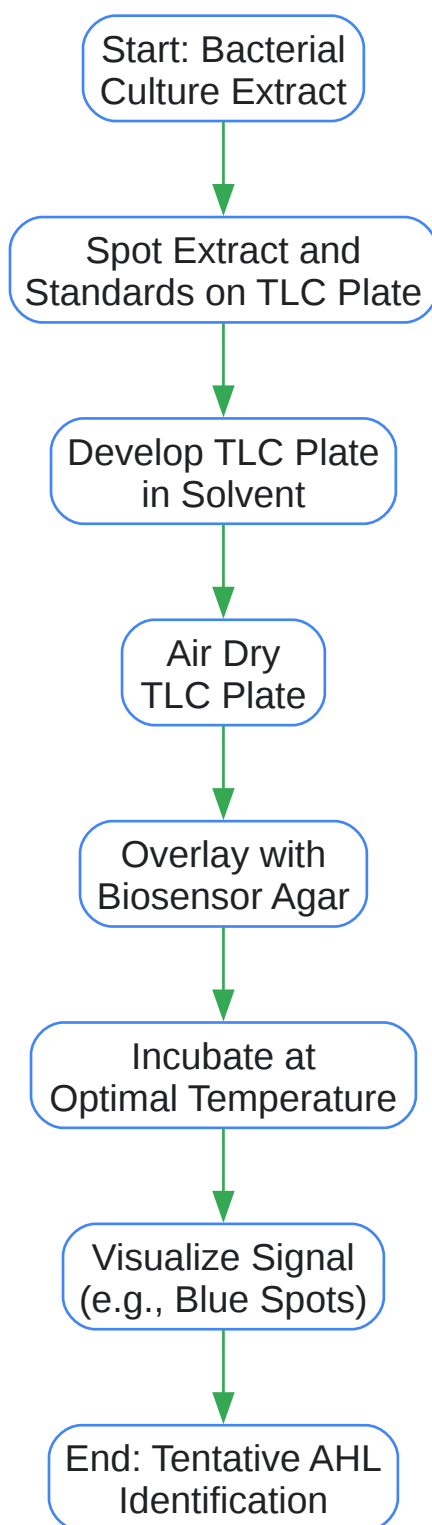 Start: Bacterial
Culture Extract
Spot Extract and
Standards on TLC Plate
Develop TLC Plate
in Solvent
Air Dry
TLC Plate
Overlay with
Biosensor Agar
Incubate at
Optimal Temperature
Visualize Signal
(e.g., Blue Spots)
End: Tentative AHL
Identification